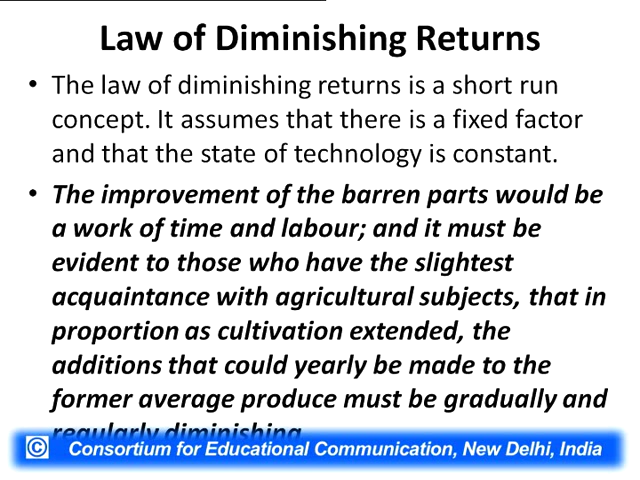 Law of Diminishing Returns
• The law of diminishing returns is a short run
concept. It assumes that there is a fixed factor
and that the state of technology is constant.
• The improvement of the barren parts would be
a work of time and labour; and it must be
evident to those who have the slightest
acquaintance with agricultural subjects, that in
proportion as cultivation extended, the
additions that could yearly be made to the
former average produce must be gradually and
regularly diminishing
© Consortium for Educational Communication, New Delhi, India